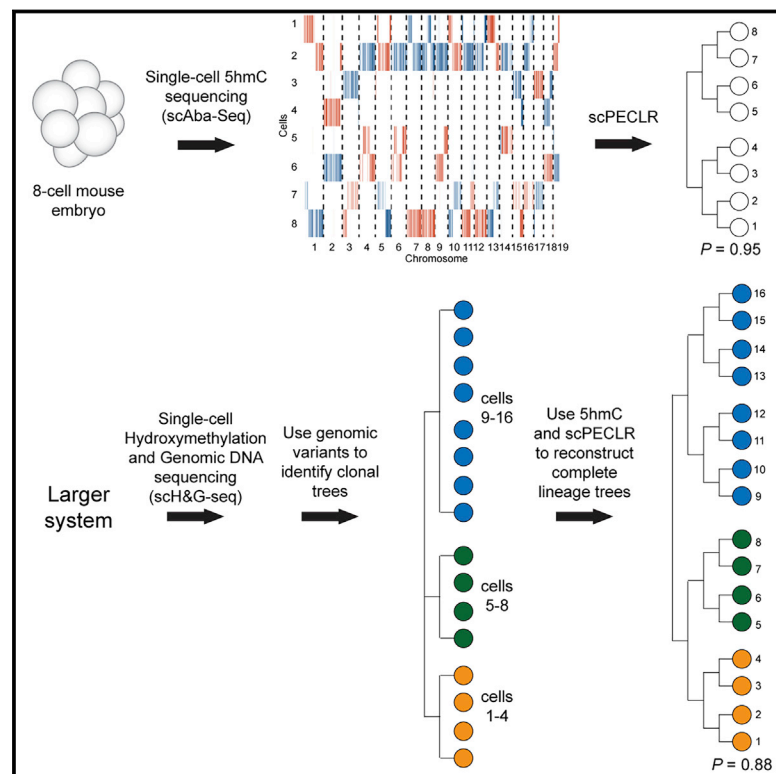 8-cell mouse
embryo
Single-cell 5hmC
sequencing
(scAba-Seq)
Cells
1
2
3
4
5
6
7
8
1 2 3 4 5 6 7 8 9 10 11 12 13 14 15 16 17 18 19
Chromosome
scPECLR
8
7
6
5
4
3
2
1
P = 0.95
Larger
system
Single-cell
Hydroxymethylation
and Genomic DNA
sequencing
(scH&G-seq)
Use genomic
variants to
identify clonal
trees
cells
9-16
cells
5-8
cells
1-4
Use 5hmC
and scPECLR
to reconstruct
complete
lineage trees
16
15
14
13
12
11
10
9
8
7
6
5
4
3
2
1
P = 0.88